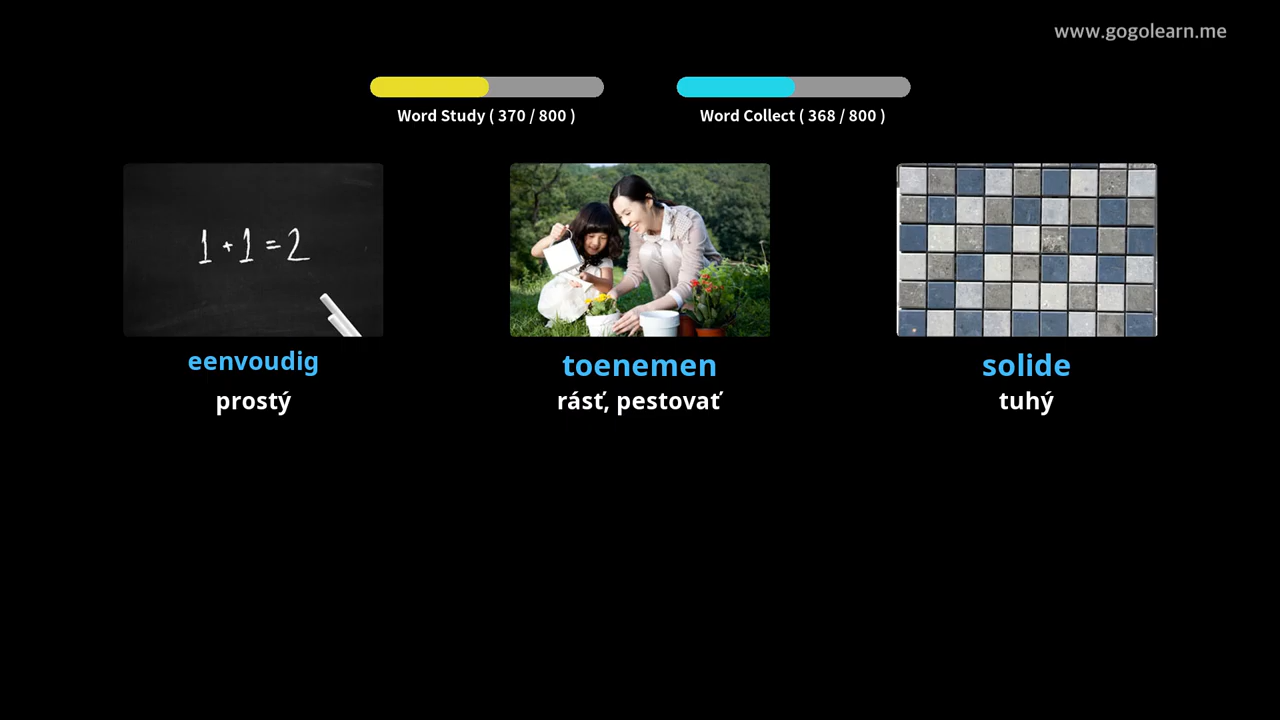 www.gogolearn.me
Word Study ( 370 / 800 )
Word Collect ( 368 / 800 )
1 + 1 = 2
eenvoudig
prostý
toenemen
rásť, pestovať
solide
tuhý